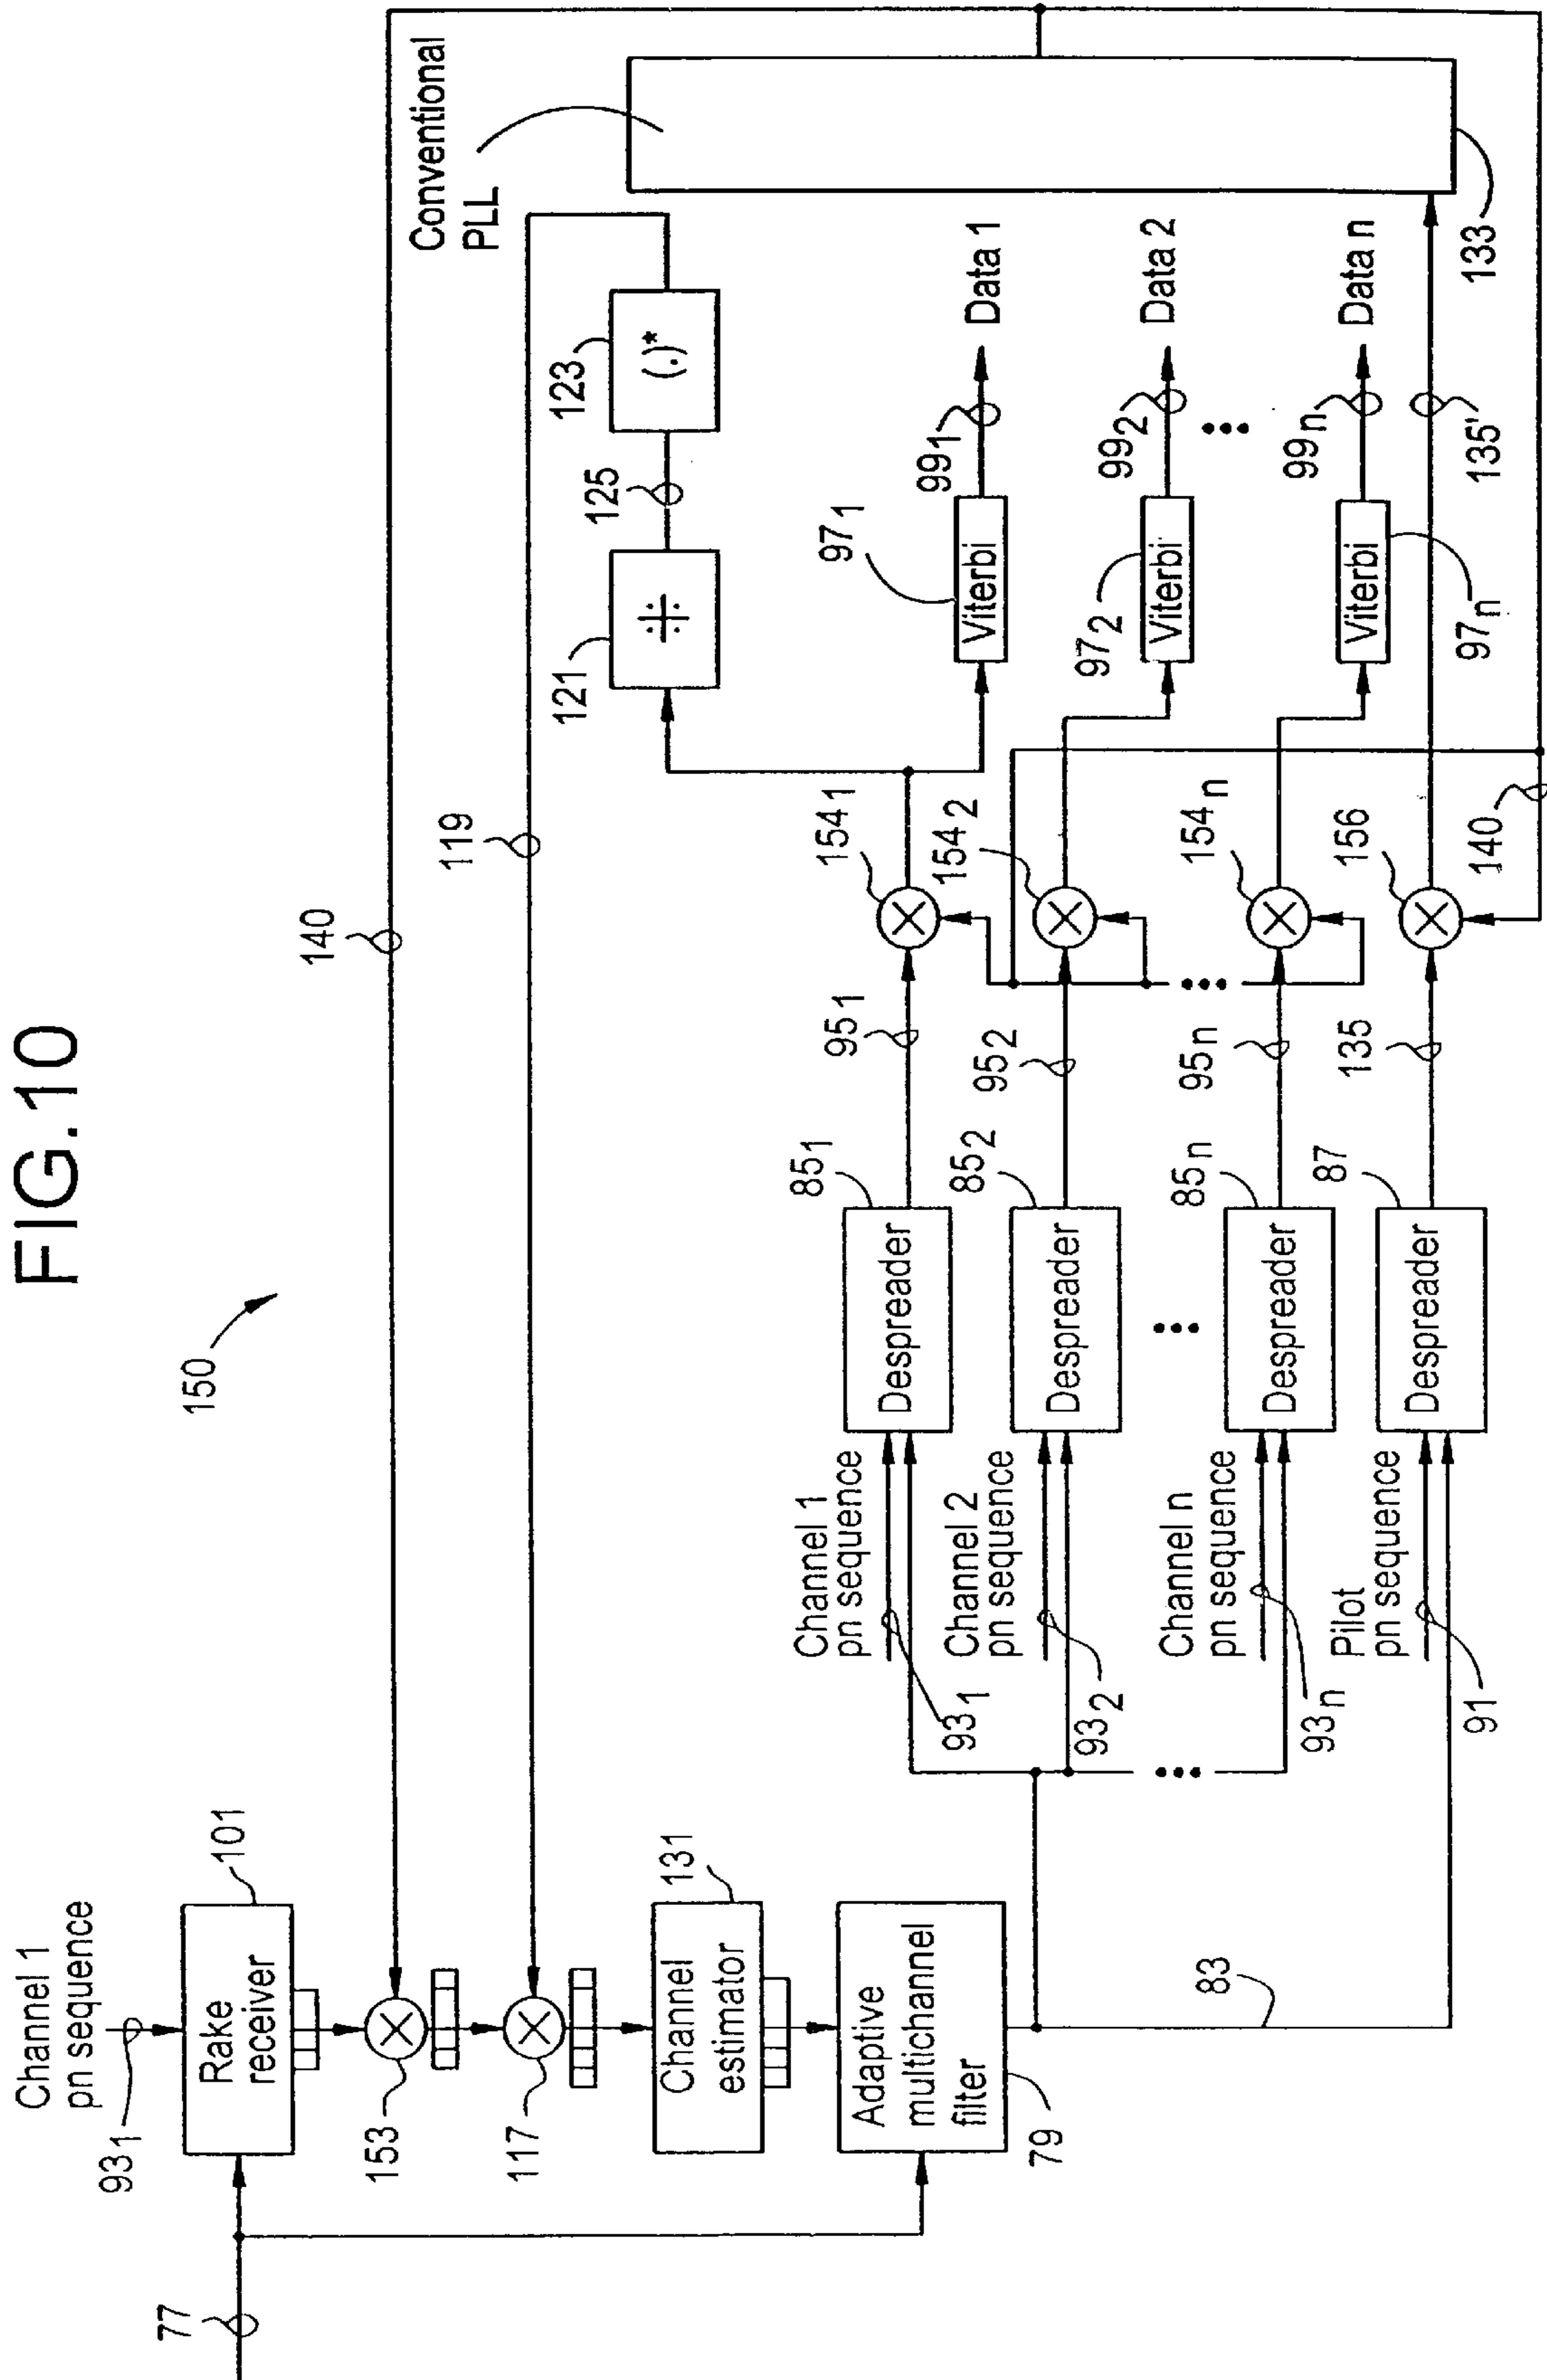 FIG.10
150
77
Channel 1
pn sequence
93₁
Rake
receiver
101
153
117
Channel
estimator
131
Adaptive
multichannel
filter
79
83
140
119
Channel 1
pn sequence
93₁
Channel 2
pn sequence
93₂
Channel n
pn sequence
93n
Pilot
pn sequence
91
Despreader
85₁
Despreader
85₂
Despreader
85n
Despreader
87
95₁
95₂
95n
135
154₁
154₂
154n
156
140
121
125
123
(.)*
Viterbi
97₁
Viterbi
97₂
Viterbi
97n
99₁
Data 1
99₂
Data 2
99n
Data n
135'
Conventional
PLL
133